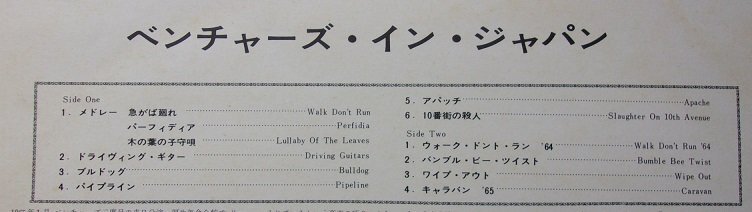 ベンチャーズ・イン・ジャパン
Side One
1. メドレー 急がば廻れ Walk Don't Run
パーフィディア Perfidia
木の葉の子守唄 Lullaby Of The Leaves
2. ドライヴィング・ギター Driving Guitars
3. ブルドッグ Bulldog
4. パイプライン Pipeline
5. アパッチ Apache
6. 10番街の殺人 Slaughter On 10th Avenue
Side Two
1. ウォーク・ドント・ラン '64 Walk Don't Run '64
2. バンブル・ビー・ツイスト Bumble Bee Twist
3. ワイプ・アウト Wipe Out
4. キャラバン '65 Caravan